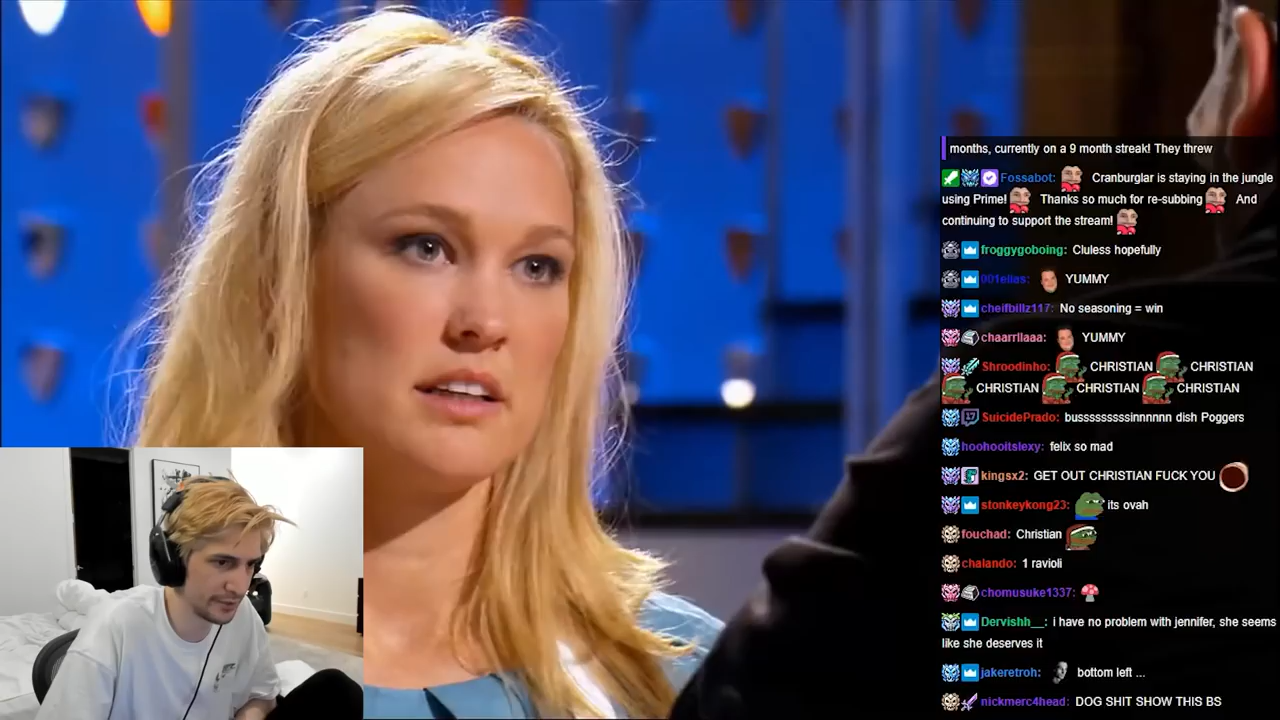 months, currently on a 9 month streak! They threw
Fossabot: Cranburglar is staying in the jungle
using Prime! Thanks so much for re-subbing And
continuing to support the stream!
froggygoboing: Cluless hopefully
001elias: YUMMY
cheifbillz117: No seasoning = win
chaarrllaaa: YUMMY
Shroodinho: CHRISTIAN CHRISTIAN
CHRISTIAN CHRISTIAN CHRISTIAN
SuicidePrado: bussssssssinnnnnn dish Poggers
hoohooitslexy: felix so mad
kingsx2: GET OUT CHRISTIAN FUCK YOU
stonkeykong23: its ovah
fouchad: Christian
chalando: 1 ravioli
chomusuke1337:
Dervishh__: i have no problem with jennifer, she seems
like she deserves it
jakeretroh: bottom left ...
nickmerc4head: DOG SHIT SHOW THIS BS